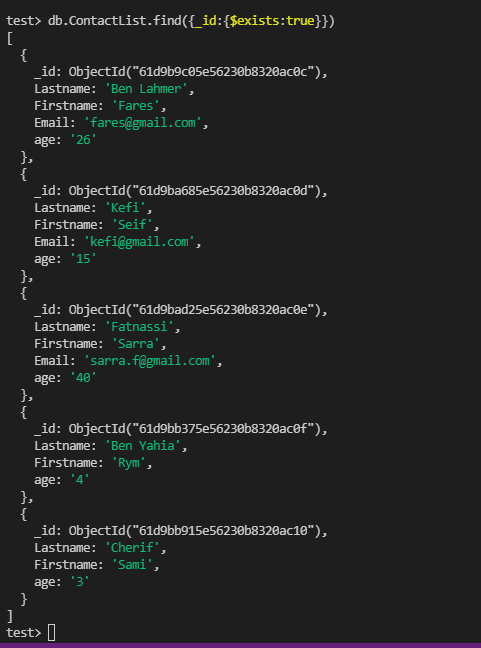 test> db.ContactList.find({_id:{$exists:true}})
[
  {
    _id: ObjectId("61d9b9c05e56230b8320ac0c"),
    Lastname: 'Ben Lahmer',
    Firstname: 'Fares',
    Email: 'fares@gmail.com',
    age: '26'
  },
  {
    _id: ObjectId("61d9ba685e56230b8320ac0d"),
    Lastname: 'Kefi',
    Firstname: 'Seif',
    Email: 'kefi@gmail.com',
    age: '15'
  },
  {
    _id: ObjectId("61d9bad25e56230b8320ac0e"),
    Lastname: 'Fatnassi',
    Firstname: 'Sarra',
    Email: 'sarra.f@gmail.com',
    age: '40'
  },
  {
    _id: ObjectId("61d9bb375e56230b8320ac0f"),
    Lastname: 'Ben Yahia',
    Firstname: 'Rym',
    age: '4'
  },
  {
    _id: ObjectId("61d9bb915e56230b8320ac10"),
    Lastname: 'Cherif',
    Firstname: 'Sami',
    age: '3'
  }
]
test>